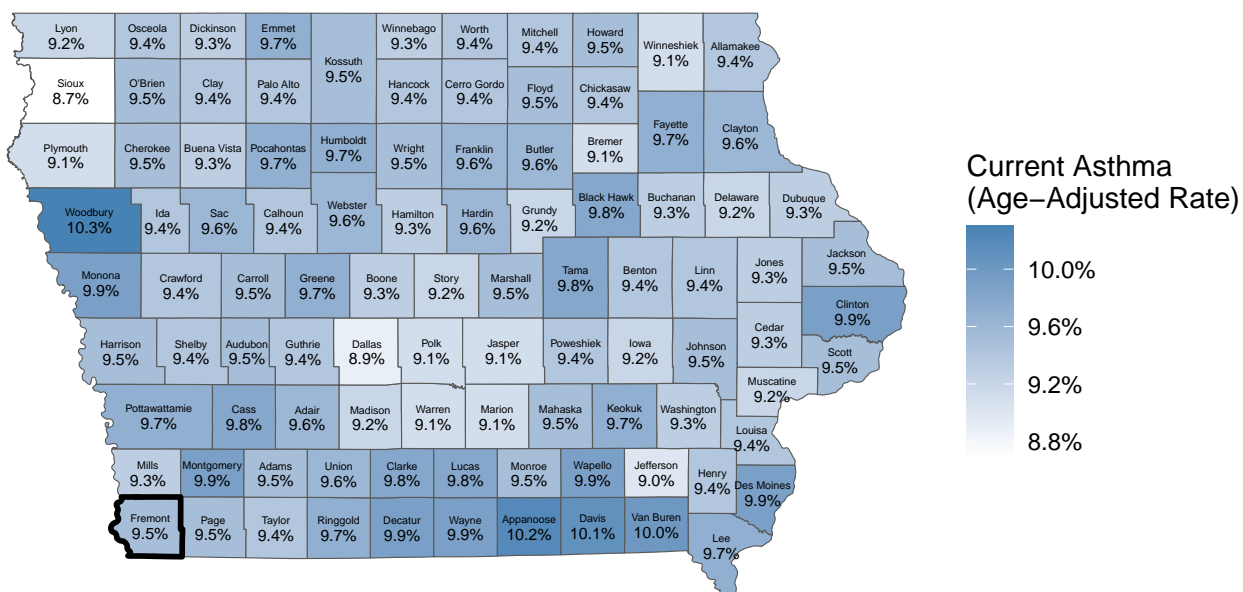 Lyon
9.2%
Osceola
9.4%
Dickinson
9.3%
Emmet
9.7%
Kossuth
9.5%
Winnebago
9.3%
Worth
9.4%
Mitchell
9.4%
Howard
9.5%
Winneshiek
9.1%
Allamakee
9.4%
Sioux
8.7%
O'Brien
9.5%
Clay
9.4%
Palo Alto
9.4%
Hancock
9.4%
Cerro Gordo
9.4%
Floyd
9.5%
Chickasaw
9.4%
Fayette
9.7%
Clayton
9.6%
Plymouth
9.1%
Cherokee
9.5%
Buena Vista
9.3%
Pocahontas
9.7%
Humboldt
9.7%
Wright
9.5%
Franklin
9.6%
Butler
9.6%
Bremer
9.1%
Woodbury
10.3%
Ida
9.4%
Sac
9.6%
Calhoun
9.4%
Webster
9.6%
Hamilton
9.3%
Hardin
9.6%
Grundy
9.2%
Black Hawk
9.8%
Buchanan
9.3%
Delaware
9.2%
Dubuque
9.3%
Monona
9.9%
Crawford
9.4%
Carroll
9.5%
Greene
9.7%
Boone
9.3%
Story
9.2%
Marshall
9.5%
Tama
9.8%
Benton
9.4%
Linn
9.4%
Jones
9.3%
Jackson
9.5%
Clinton
9.9%
Harrison
9.5%
Shelby
9.4%
Audubon
9.5%
Guthrie
9.4%
Dallas
8.9%
Polk
9.1%
Jasper
9.1%
Poweshiek
9.4%
Iowa
9.2%
Johnson
9.5%
Cedar
9.3%
Scott
9.5%
Muscatine
9.2%
Pottawattamie
9.7%
Cass
9.8%
Adair
9.6%
Madison
9.2%
Warren
9.1%
Marion
9.1%
Mahaska
9.5%
Keokuk
9.7%
Washington
9.3%
Louisa
9.4%
Mills
9.3%
Montgomery
9.9%
Adams
9.5%
Union
9.6%
Clarke
9.8%
Lucas
9.8%
Monroe
9.5%
Wapello
9.9%
Jefferson
9.0%
Henry
9.4%
Des Moines
9.9%
Fremont
9.5%
Page
9.5%
Taylor
9.4%
Ringgold
9.7%
Decatur
9.9%
Wayne
9.9%
Appanoose
10.2%
Davis
10.1%
Van Buren
10.0%
Lee
9.7%
Current Asthma
(Age−Adjusted Rate)
10.0%
9.6%
9.2%
8.8%